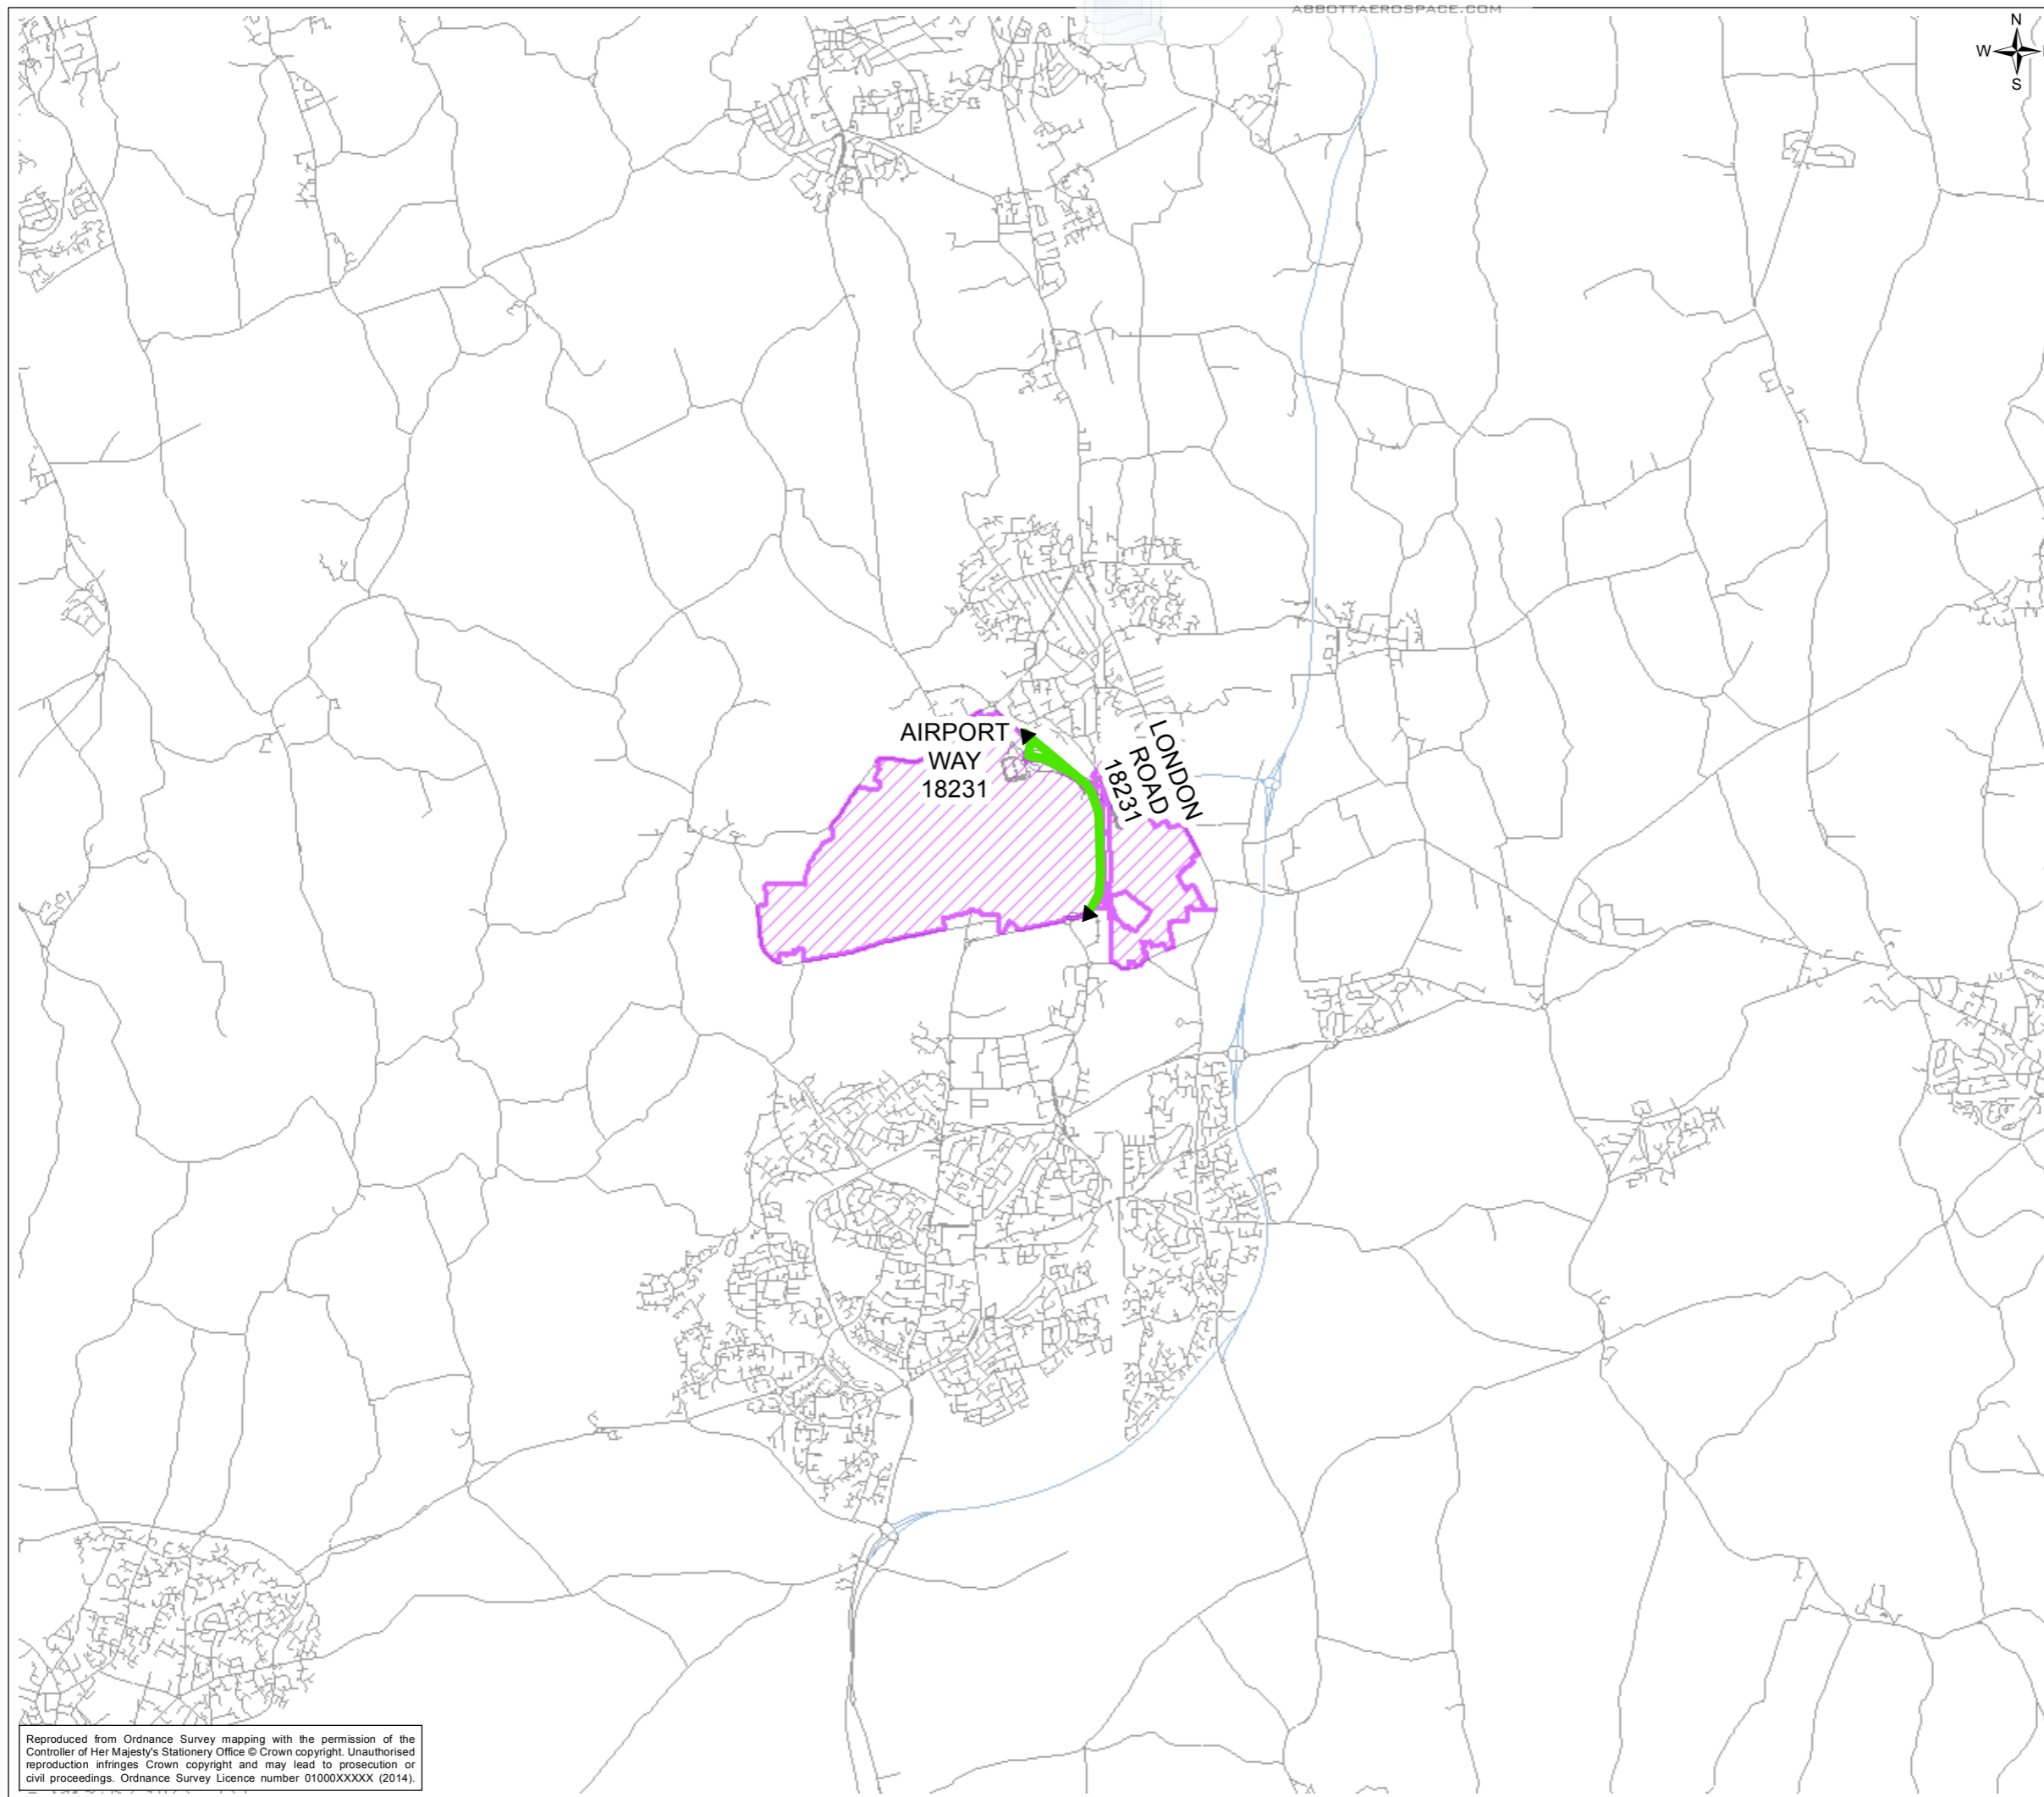 ABBOTTAEROSPACE.COM
N
W
S
AIRPORT
WAY
18231
LONDON
ROAD
18231
Reproduced from Ordnance Survey mapping with the permission of the
Controller of Her Majesty's Stationery Office © Crown copyright. Unauthorised
reproduction infringes Crown copyright and may lead to prosecution or
civil proceedings. Ordnance Survey Licence number 01000XXXXX (2014).